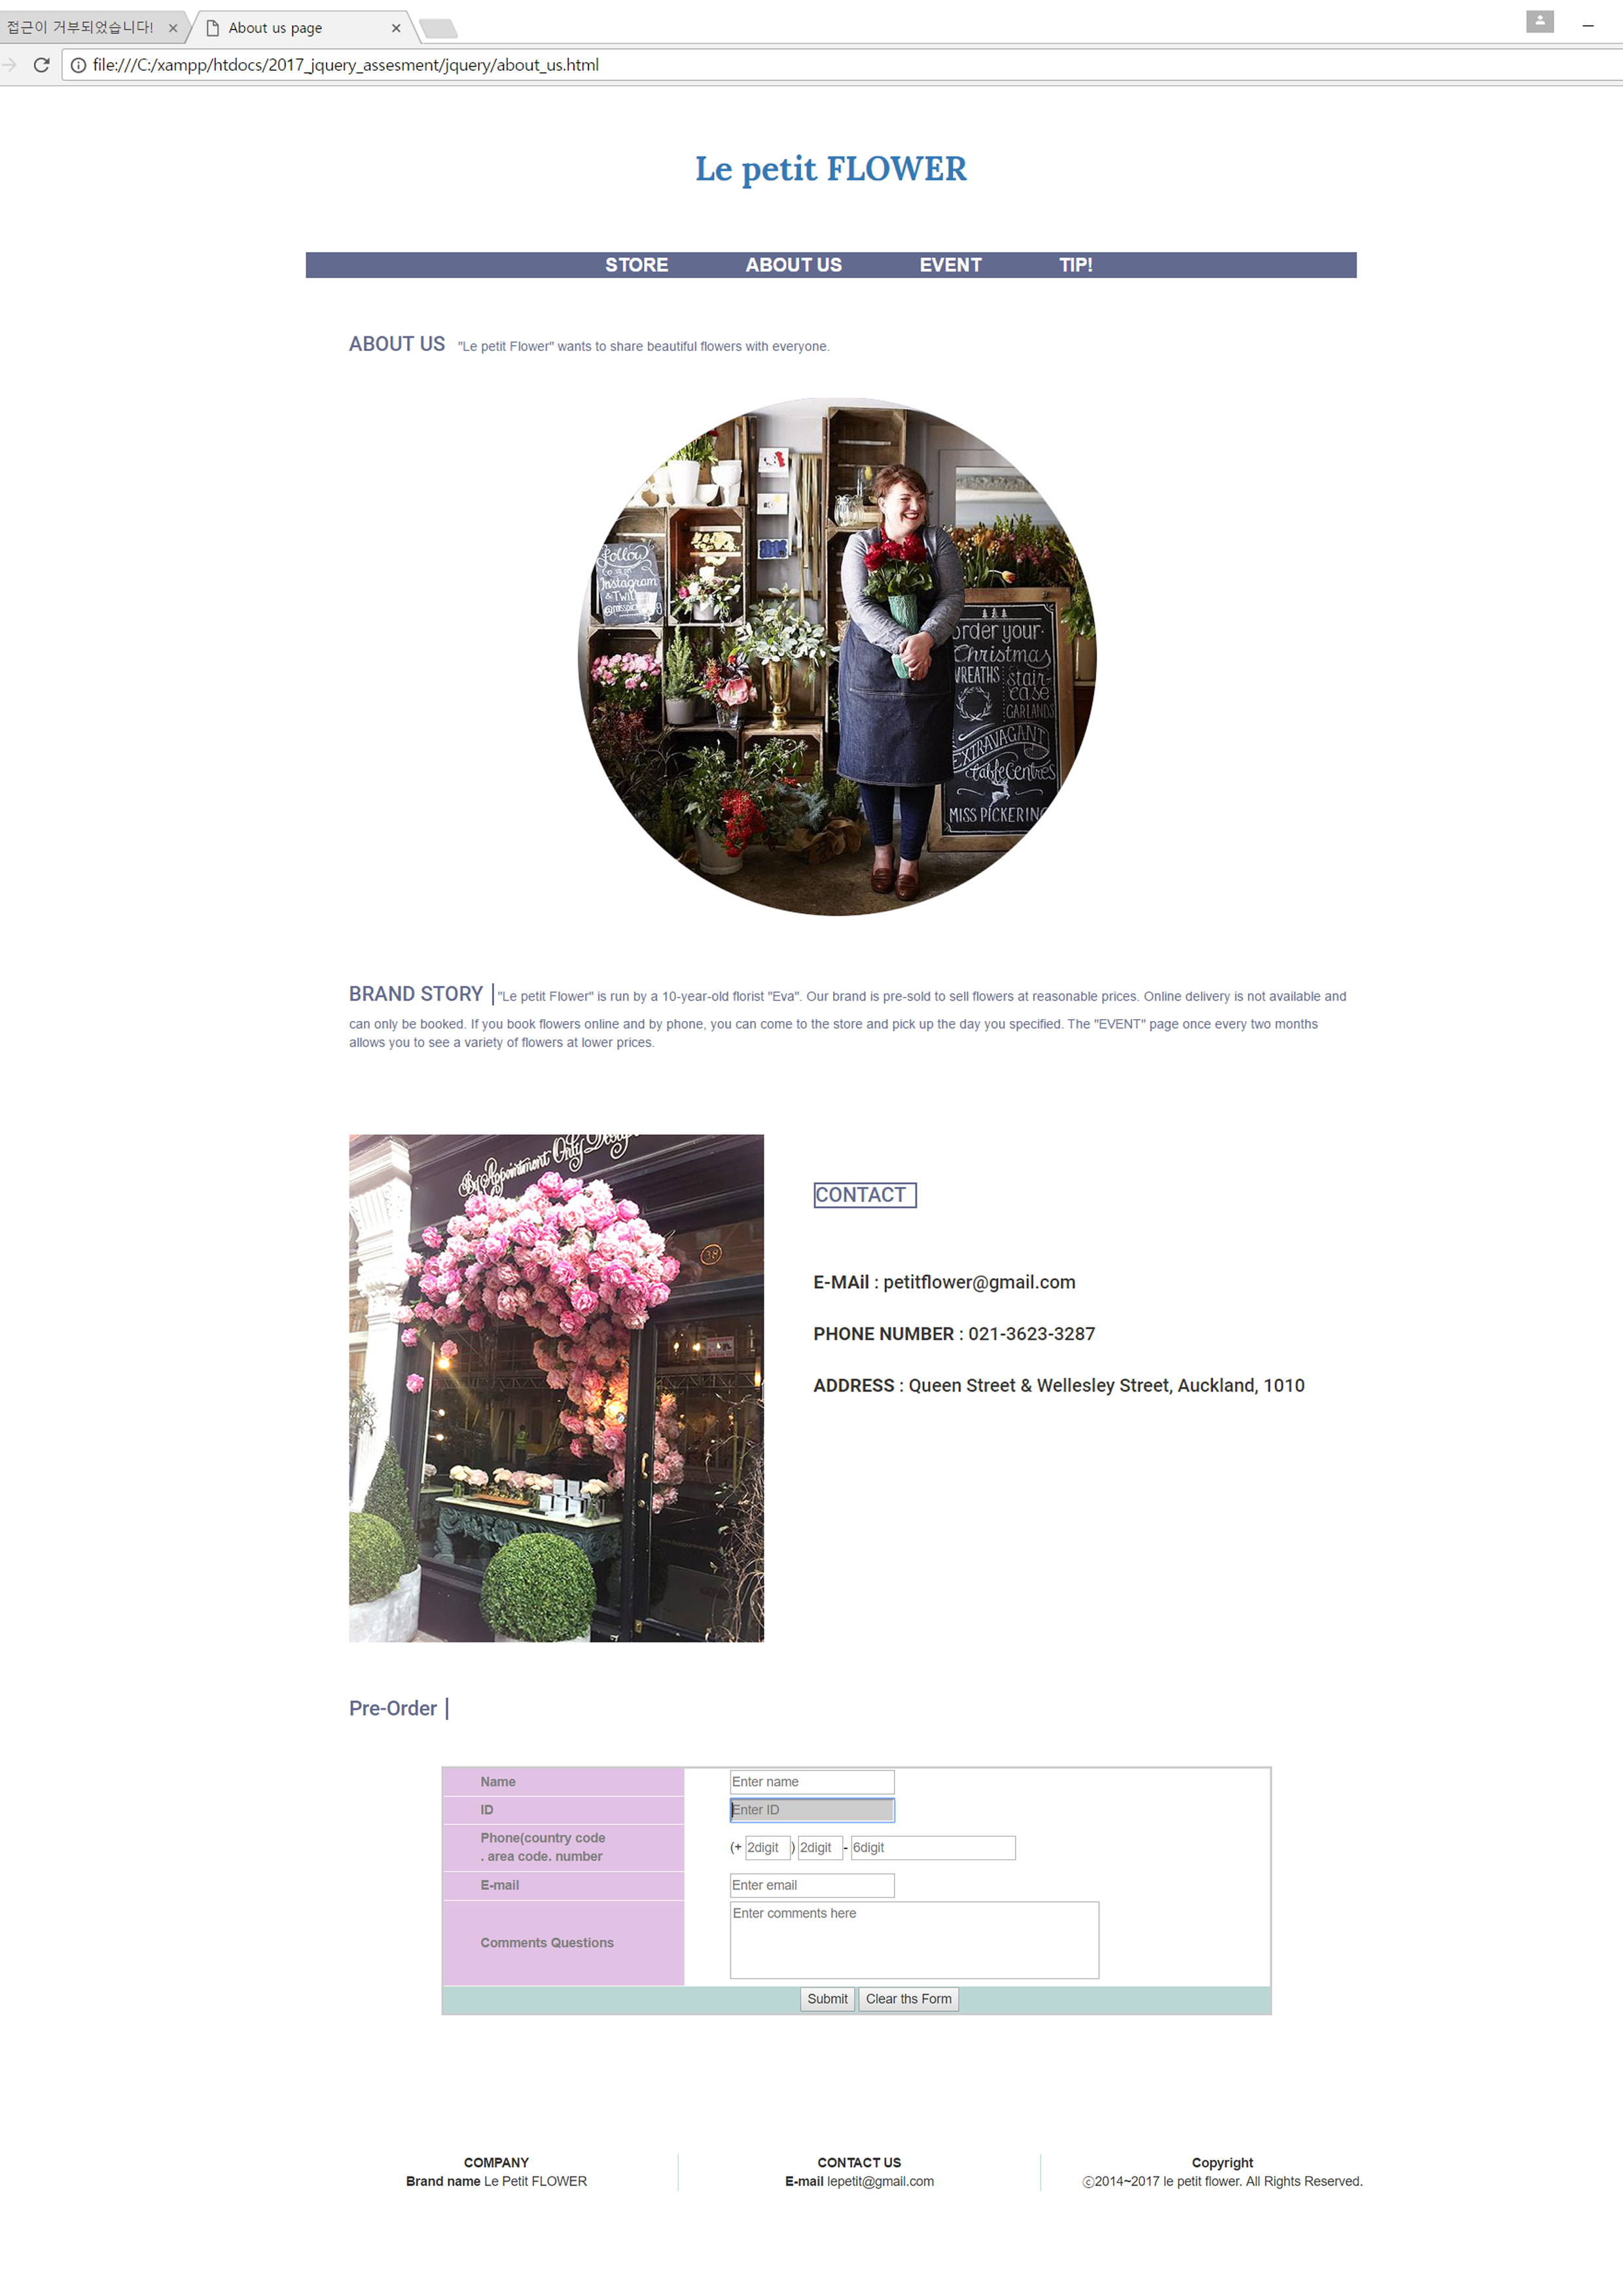 접근이 거부되었습니다!
About us page
file:///C:/xampp/htdocs/2017_jquery_assesment/jquery/about_us.html
Le petit FLOWER
STORE ABOUT US EVENT TIP!
ABOUT US "Le petit Flower" wants to share beautiful flowers with everyone.
follow
Instagram
& Twit
order your
Christmas
WREATHS stair-
case
GARLANDS
EXTRAVAGANT
table Centres
MISS PICKERING
BRAND STORY | "Le petit Flower" is run by a 10-year-old florist "Eva". Our brand is pre-sold to sell flowers at reasonable prices. Online delivery is not available and
can only be booked. If you book flowers online and by phone, you can come to the store and pick up the day you specified. The "EVENT" page once every two months
allows you to see a variety of flowers at lower prices.
By Appointment Only Design
38
CONTACT
E-MAil : petitflower@gmail.com
PHONE NUMBER : 021-3623-3287
ADDRESS : Queen Street & Wellesley Street, Auckland, 1010
Pre-Order |
Name Enter name
ID Enter ID
Phone(country code
. area code. number
(+ 2digit ) 2digit - 6digit
E-mail Enter email
Comments Questions
Enter comments here
Submit Clear ths Form
COMPANY
Brand name Le Petit FLOWER
CONTACT US
E-mail lepetit@gmail.com
Copyright
ⓒ2014~2017 le petit flower. All Rights Reserved.